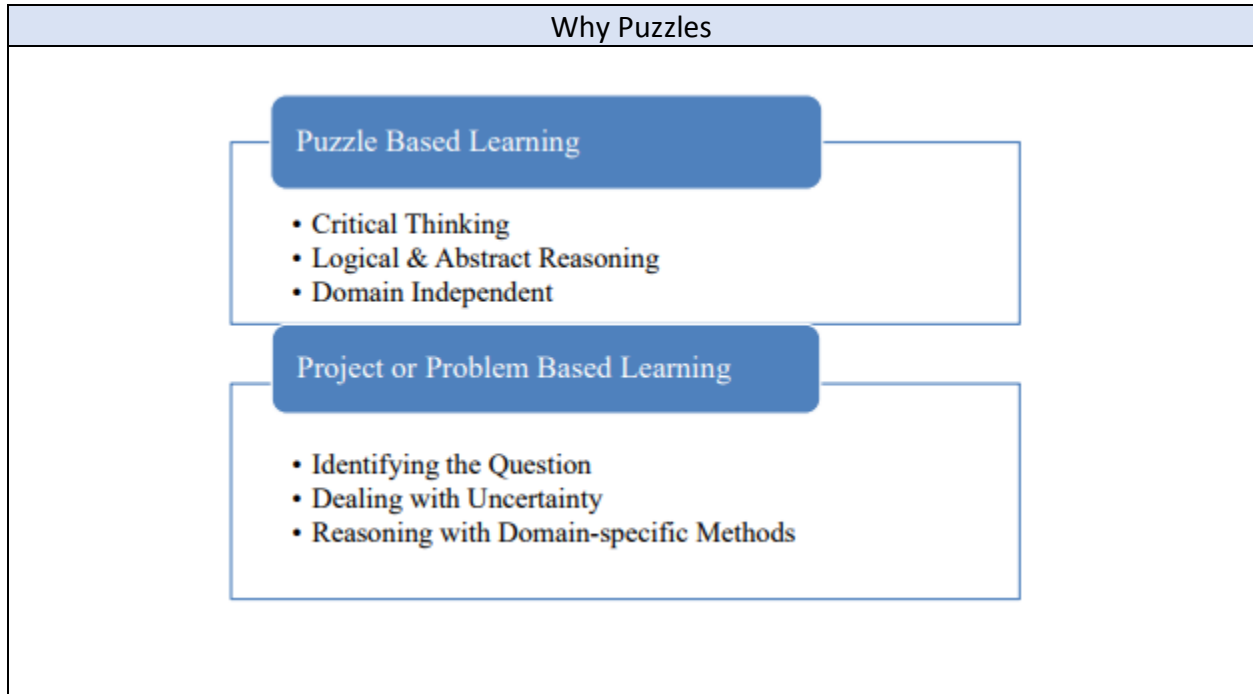 Why Puzzles
Puzzle Based Learning
• Critical Thinking
• Logical & Abstract Reasoning
• Domain Independent
Project or Problem Based Learning
• Identifying the Question
• Dealing with Uncertainty
• Reasoning with Domain-specific Methods